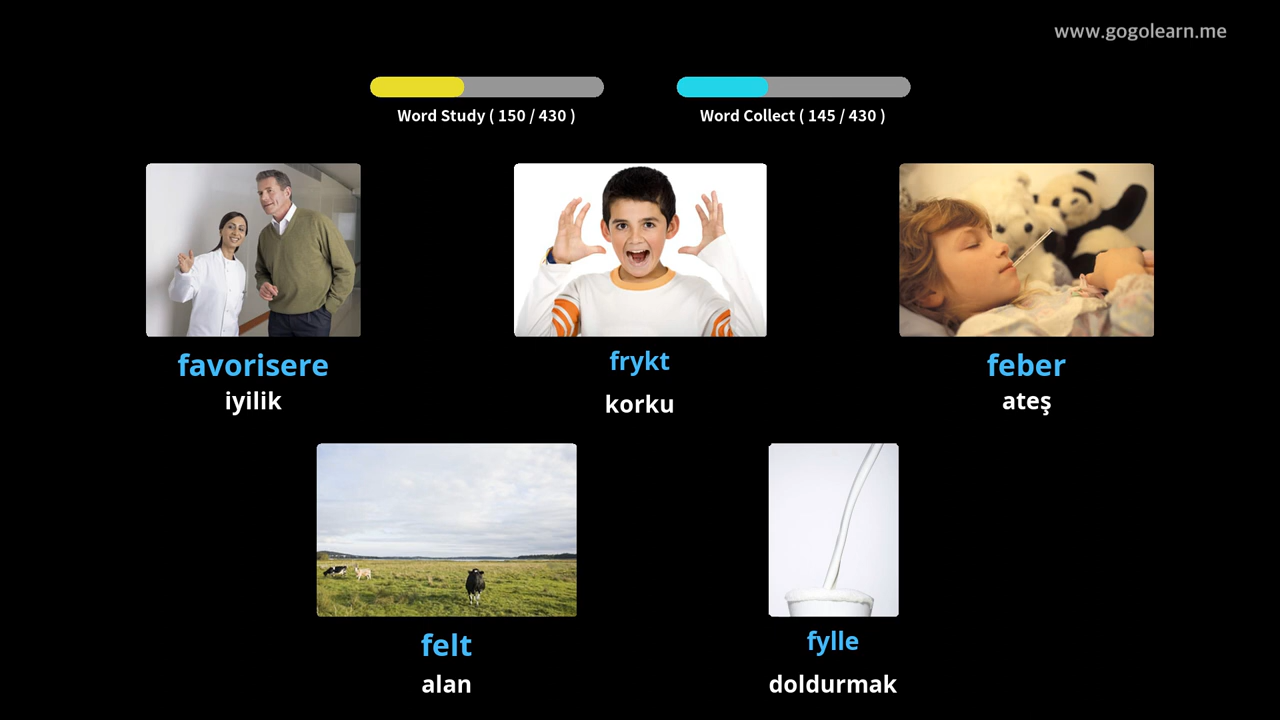 www.gogolearn.me
Word Study ( 150 / 430 )
Word Collect ( 145 / 430 )
favorisere
iyilik
frykt
korku
feber
ateş
felt
alan
fylle
doldurmak